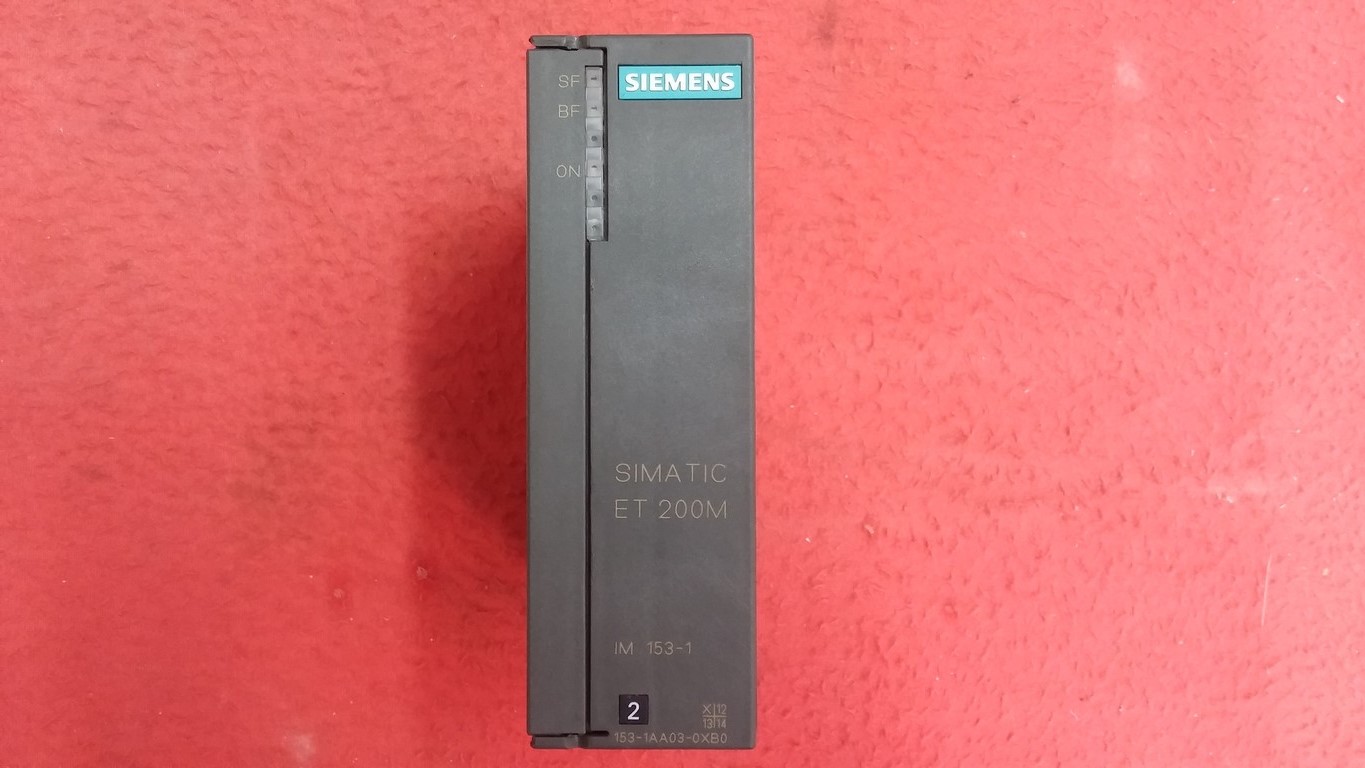 SF
SIEMENS
BF
ON
SIMATIC
ET 200M
IM 153-1
2
X 12
13 14
153-1AA03-0XB0